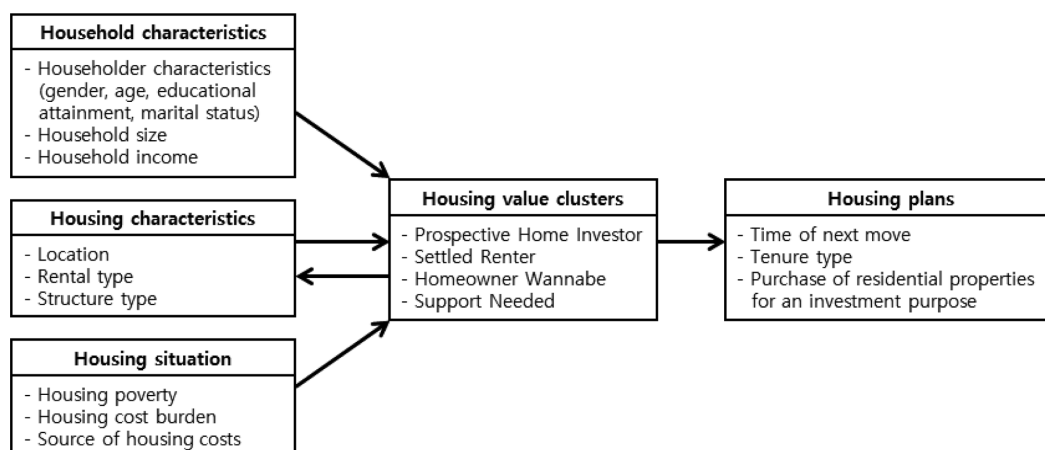 Household characteristics
- Householder characteristics
(gender, age, educational
attainment, marital status)
- Household size
- Household income
Housing characteristics
- Location
- Rental type
- Structure type
Housing situation
- Housing poverty
- Housing cost burden
- Source of housing costs
Housing value clusters
- Prospective Home Investor
- Settled Renter
- Homeowner Wannabe
- Support Needed
Housing plans
- Time of next move
- Tenure type
- Purchase of residential properties
for an investment purpose